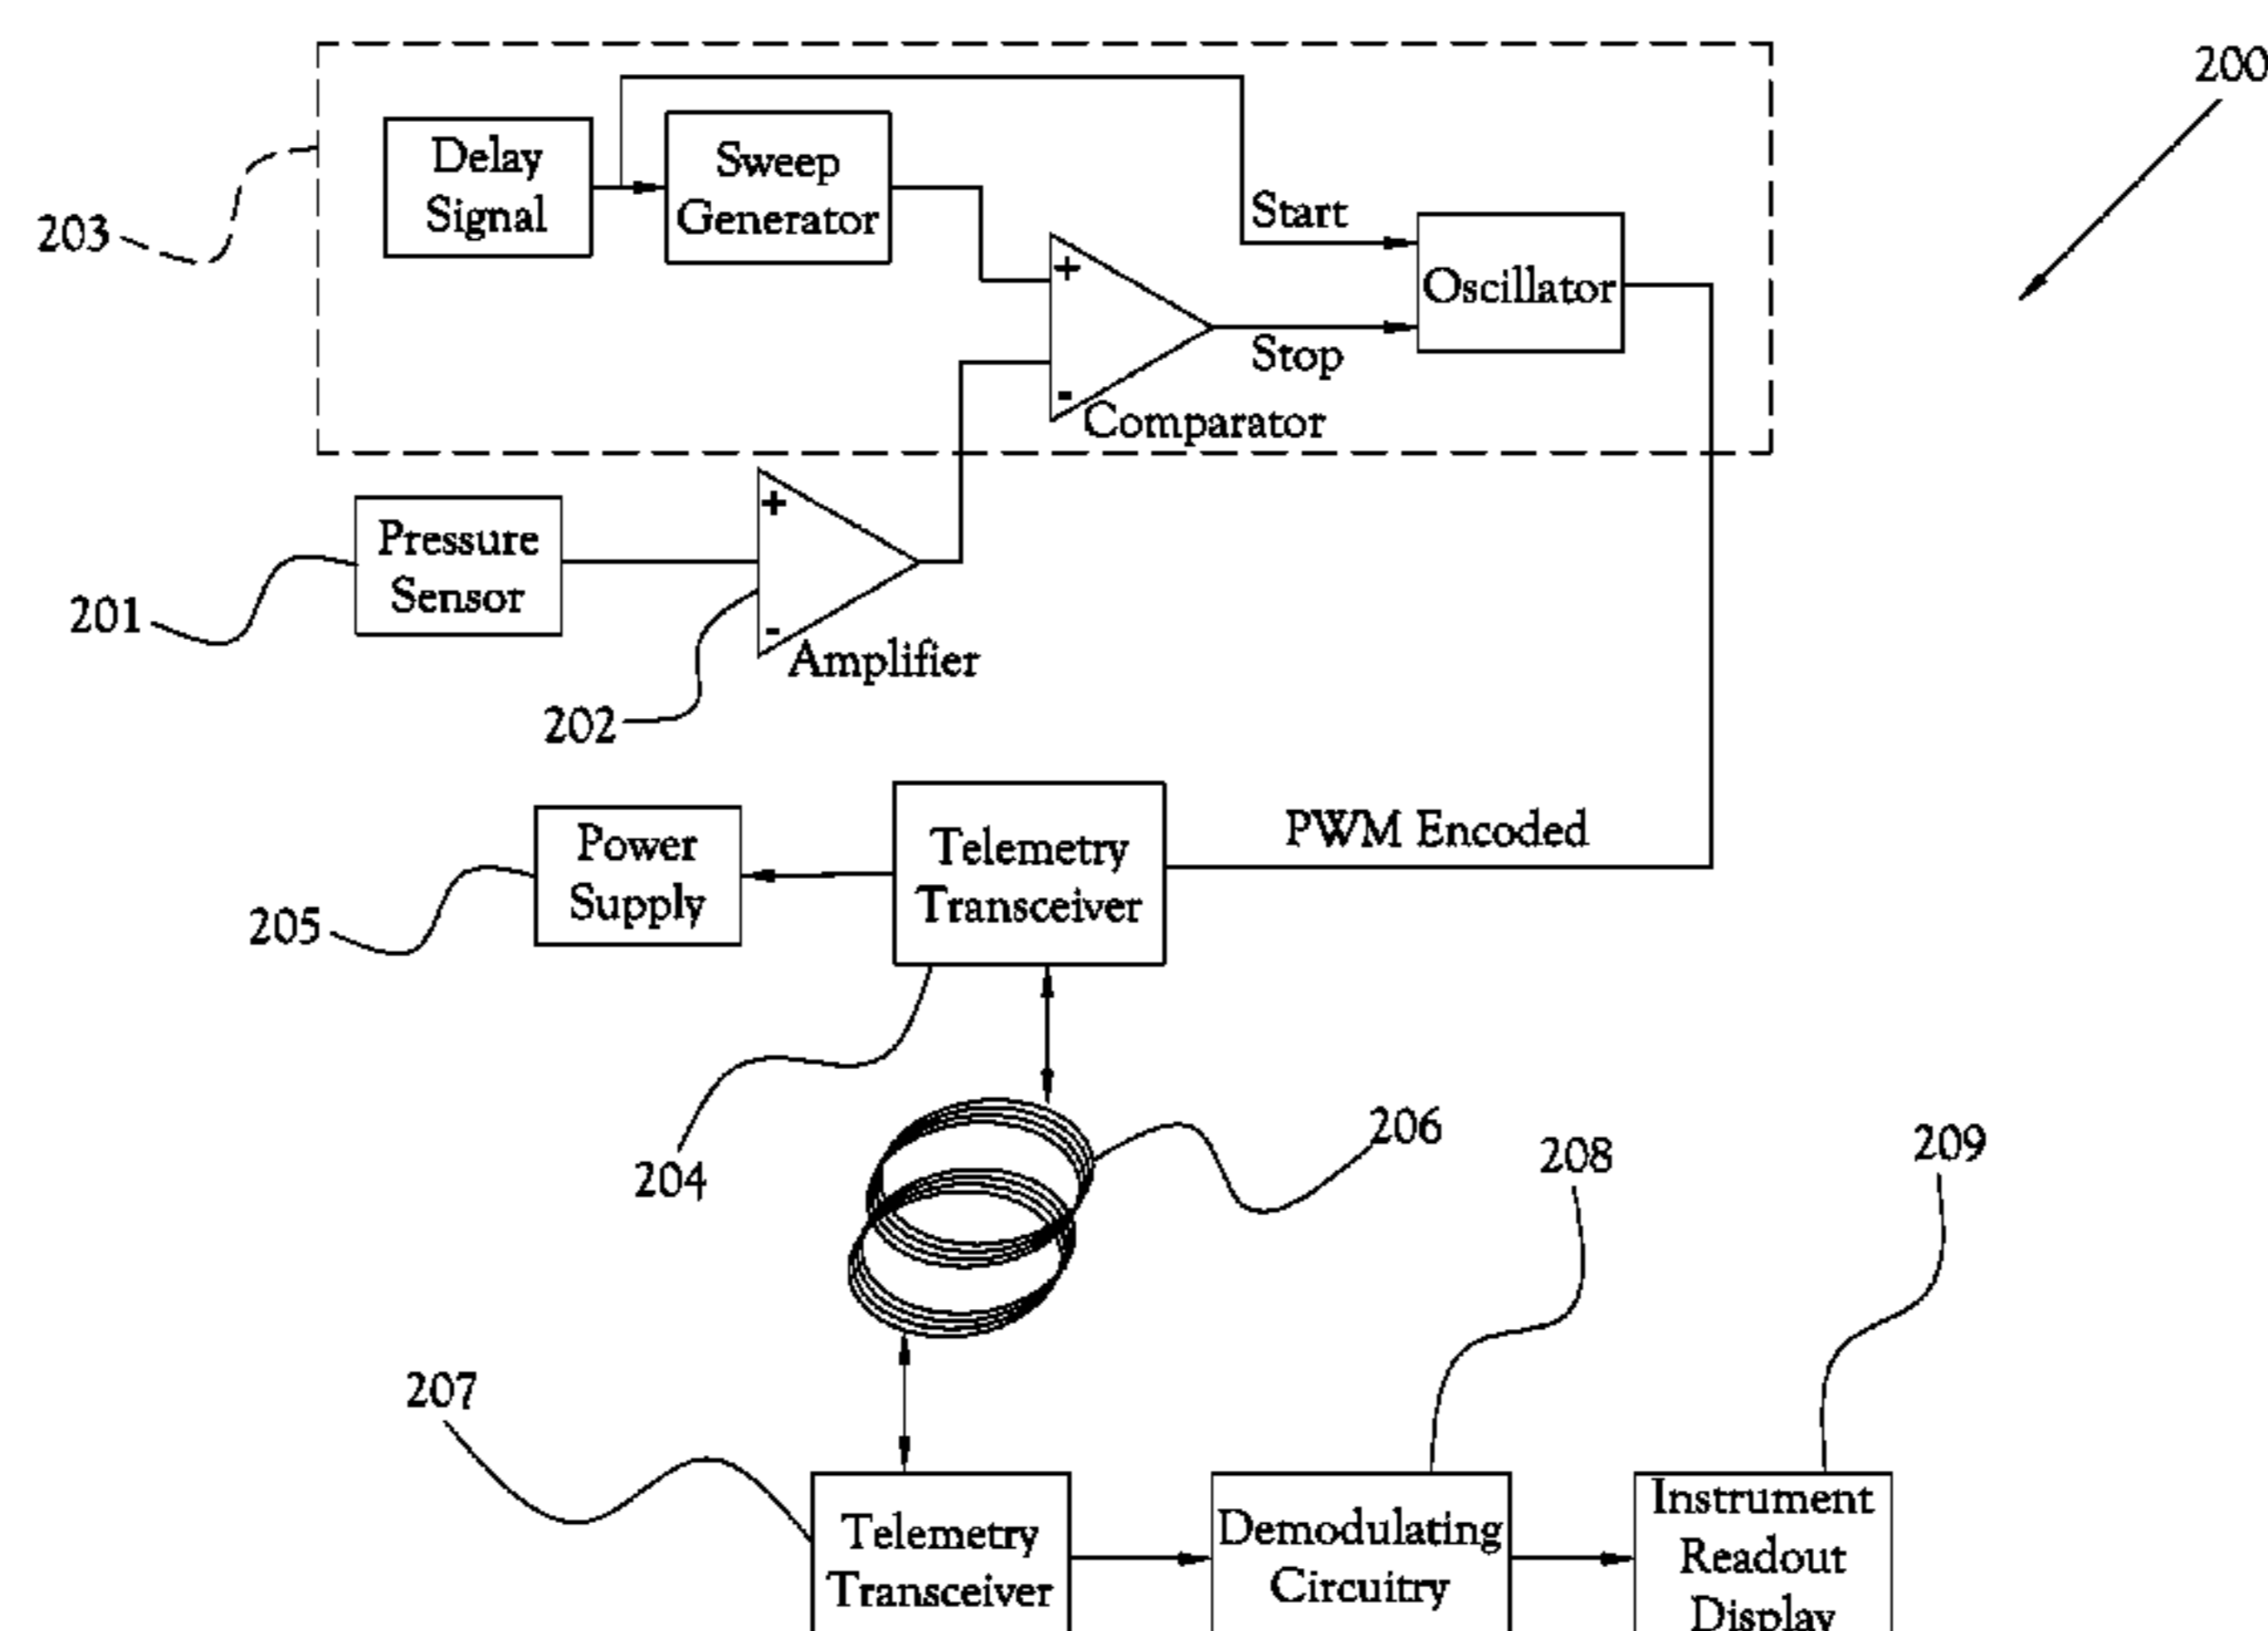 200
Delay
Signal
Sweep
Generator
203
Start
+
Oscillator
Stop
-
Comparator
+
Pressure
Sensor
201
-
Amplifier
202
PWM Encoded
Power
Supply
Telemetry
Transceiver
205
206
208
209
204
207
Telemetry
Transceiver
Demodulating
Circuitry
Instrument
Readout
Display